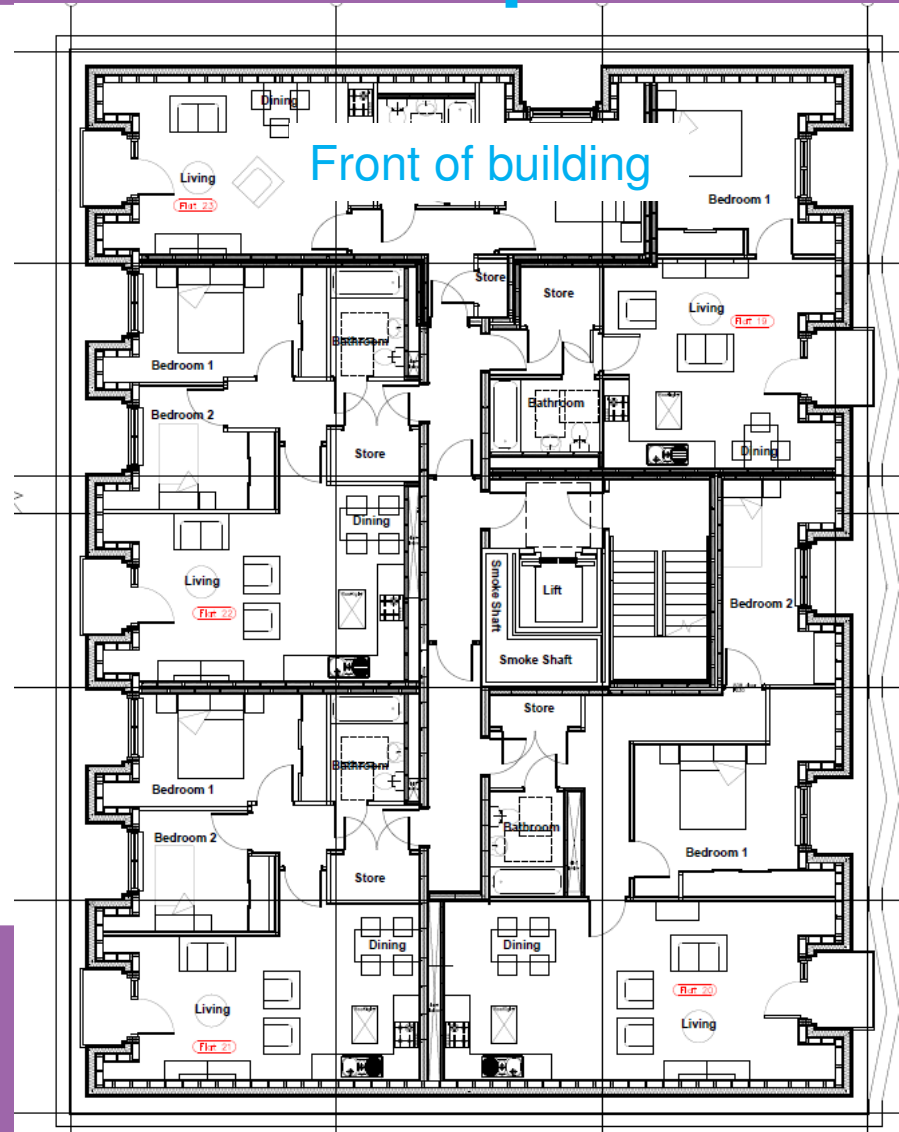 Dining
Front of building
Living
Flat 23
Bedroom 1
Store
Store
Living
Flat 19
Bathroom
Bedroom 1
Bedroom 2
Bathroom
Store
Dining
Dining
Living
Flat 22
Smoke Shaft
Lift
Bedroom 2
Smoke Shaft
Store
Bathroom
Bedroom 1
Bedroom 2
Bathroom
Bedroom 1
Store
Dining
Dining
Living
Flat 21
Flat 20
Living